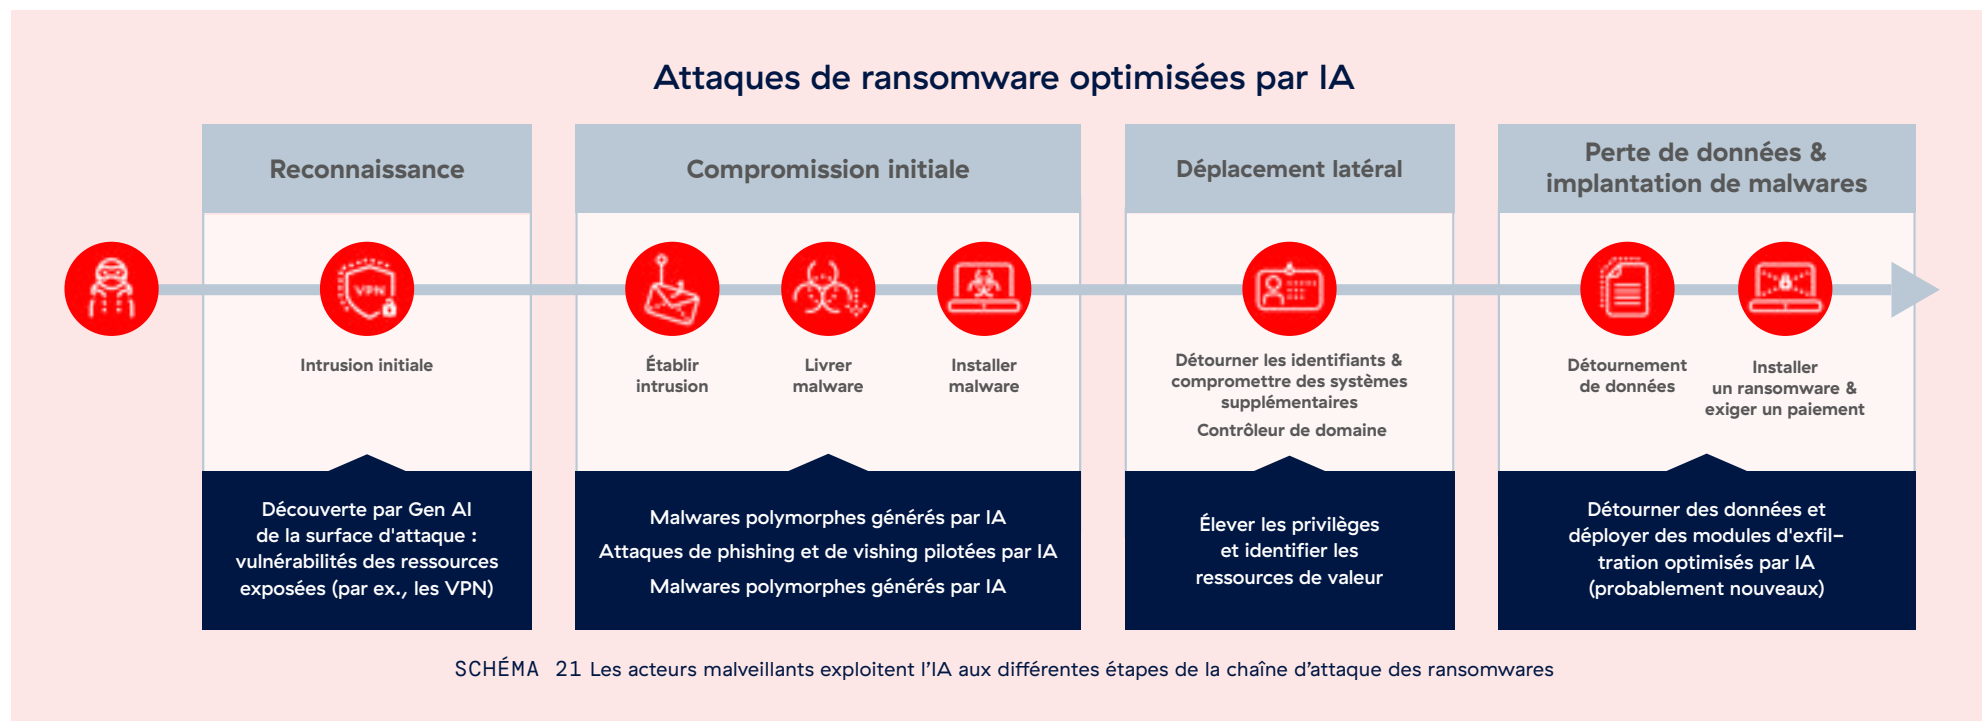 Attaques de ransomware optimisées par IA
Reconnaissance
VPN
Intrusion initiale
Découverte par Gen AI
de la surface d'attaque :
vulnérabilités des ressources
exposées (par ex., les VPN)
Compromission initiale
Établir
intrusion
Livrer
malware
Installer
malware
Malwares polymorphes générés par IA
Attaques de phishing et de vishing pilotées par IA
Malwares polymorphes générés par IA
Déplacement latéral
Détourner les identifiants &
compromettre des systèmes
supplémentaires
Contrôleur de domaine
Élever les privilèges
et identifier les
ressources de valeur
Perte de données &
implantation de malwares
Détournement
de données
Installer
un ransomware &
exiger un paiement
Détourner des données et
déployer des modules d'exfil–
tration optimisés par IA
(probablement nouveaux)
SCHÉMA 21 Les acteurs malveillants exploitent l’IA aux différentes étapes de la chaîne d’attaque des ransomwares